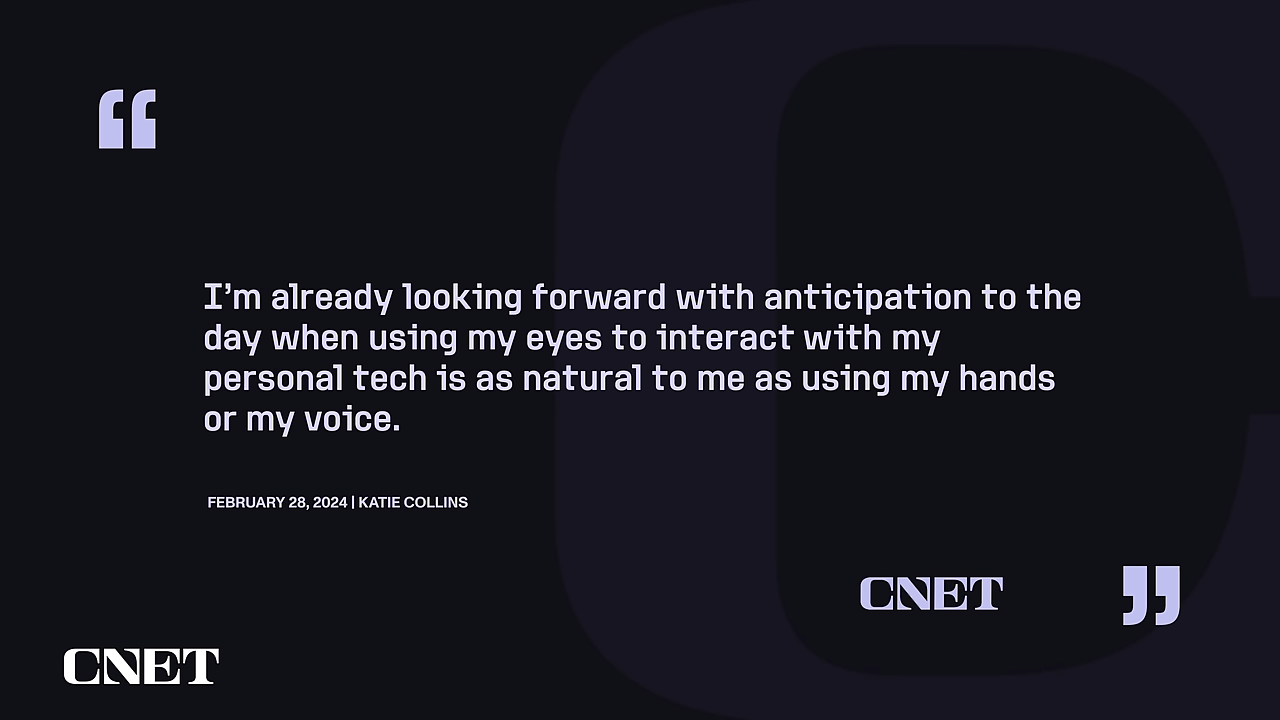 “
I’m already looking forward with anticipation to the
day when using my eyes to interact with my
personal tech is as natural to me as using my hands
or my voice.
FEBRUARY 28, 2024 | KATIE COLLINS
CNET
”
CNET